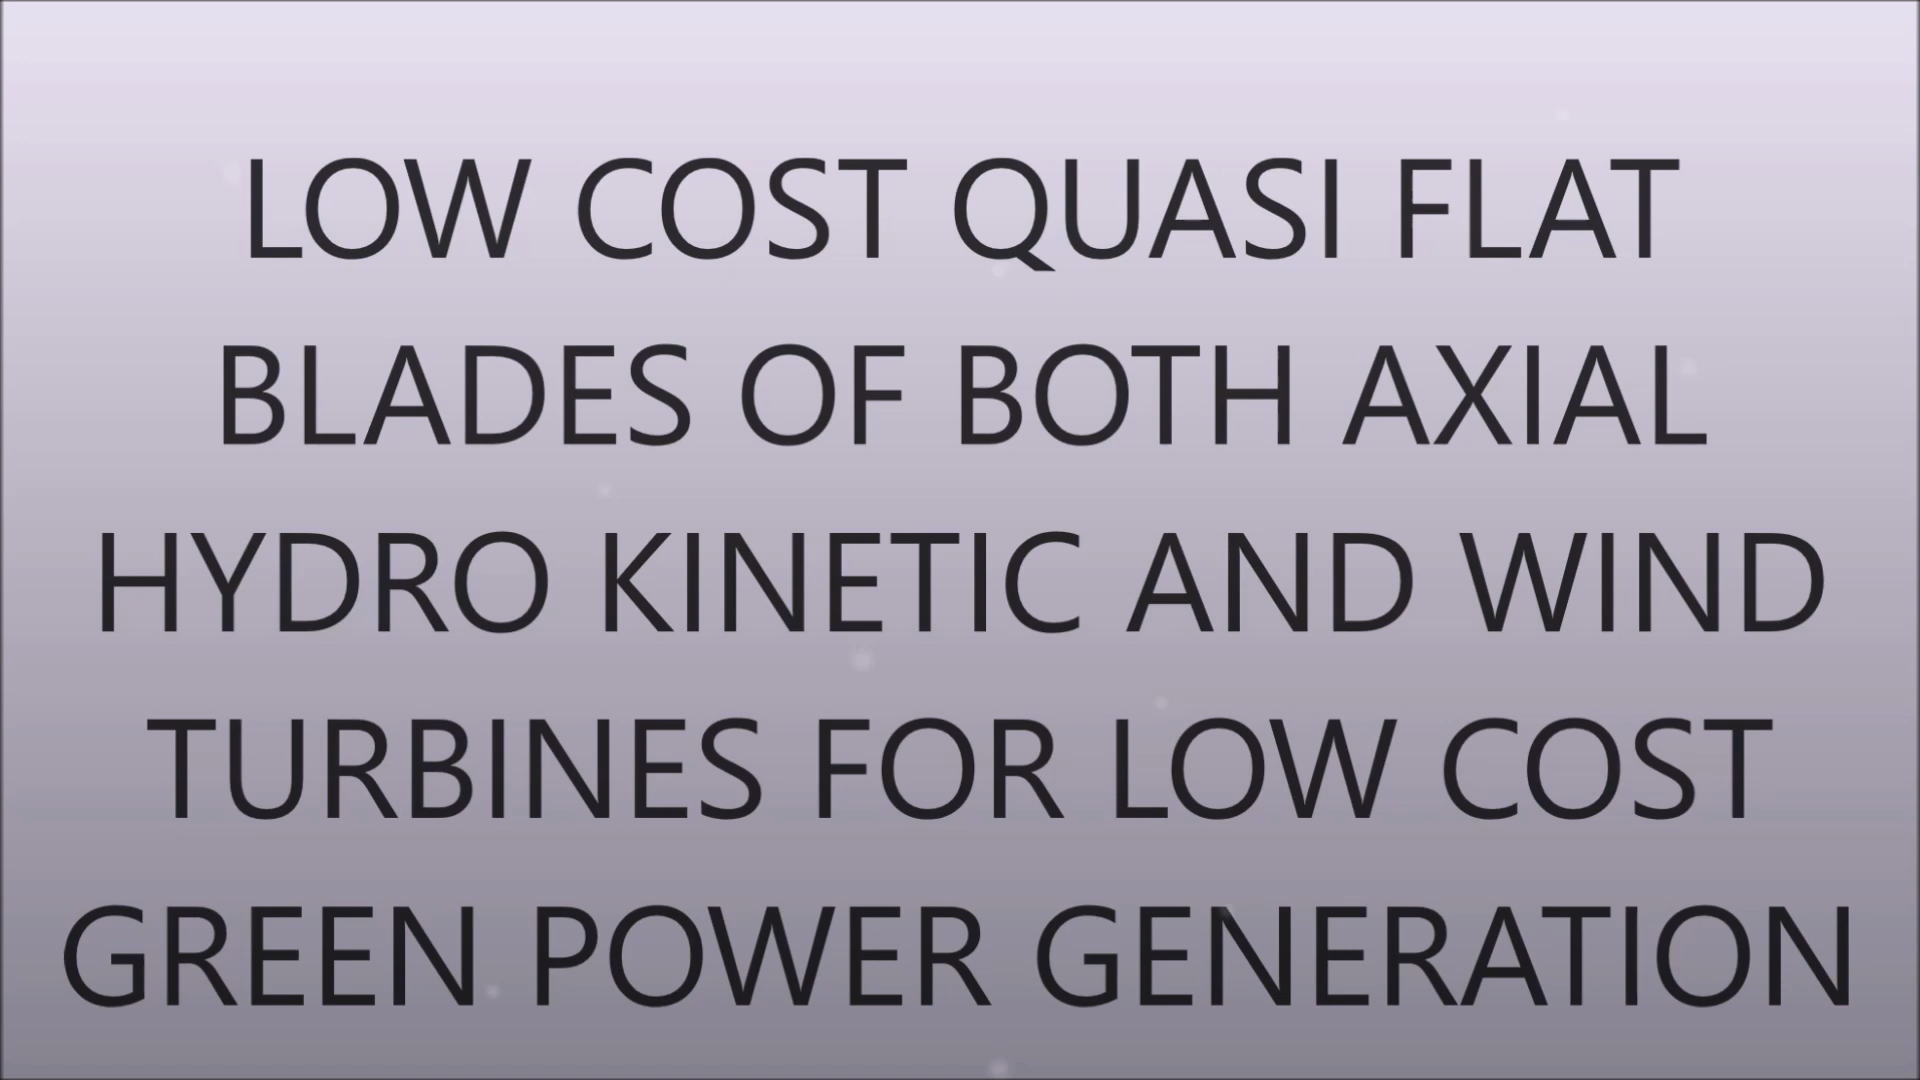 LOW COST QUASI FLAT
BLADES OF BOTH AXIAL
HYDRO KINETIC AND WIND
TURBINES FOR LOW COST
GREEN POWER GENERATION